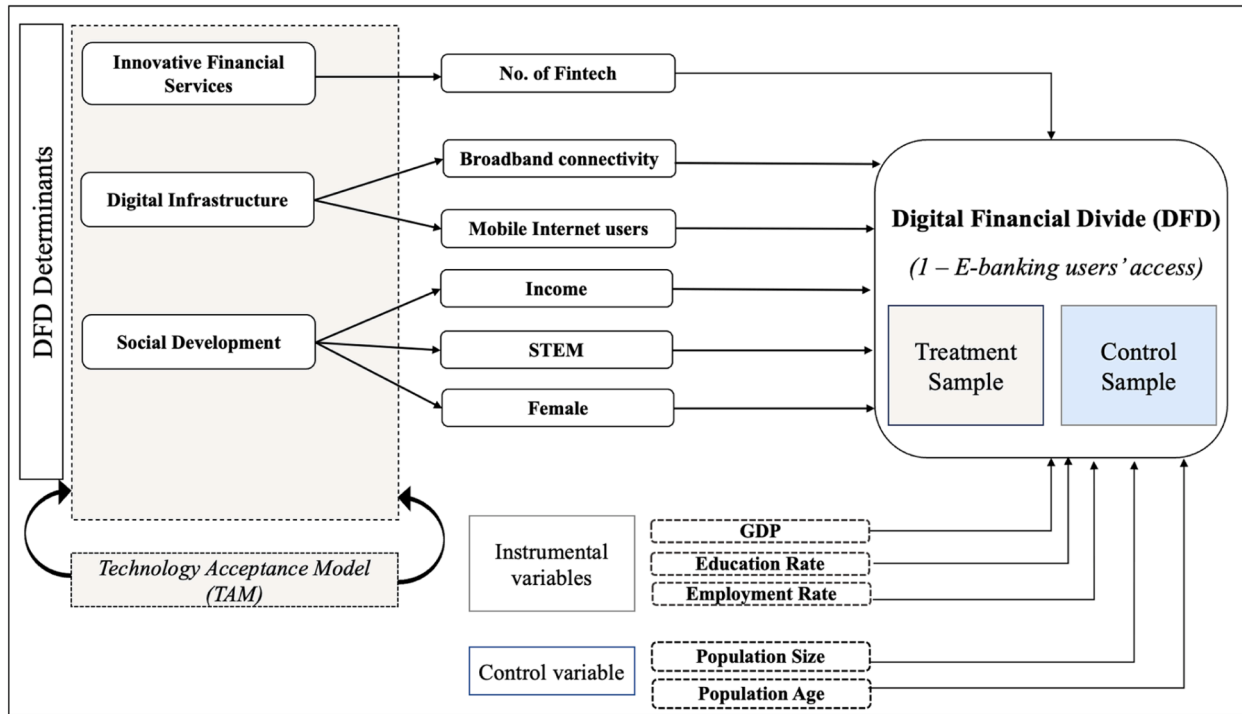 DFD Determinants
Innovative Financial
Services
No. of Fintech
Digital Infrastructure
Broadband connectivity
Mobile Internet users
Social Development
Income
STEM
Female
Digital Financial Divide (DFD)
(1 – E-banking users’ access)
Treatment
Sample
Control
Sample
Technology Acceptance Model
(TAM)
Instrumental
variables
GDP
Education Rate
Employment Rate
Control variable
Population Size
Population Age